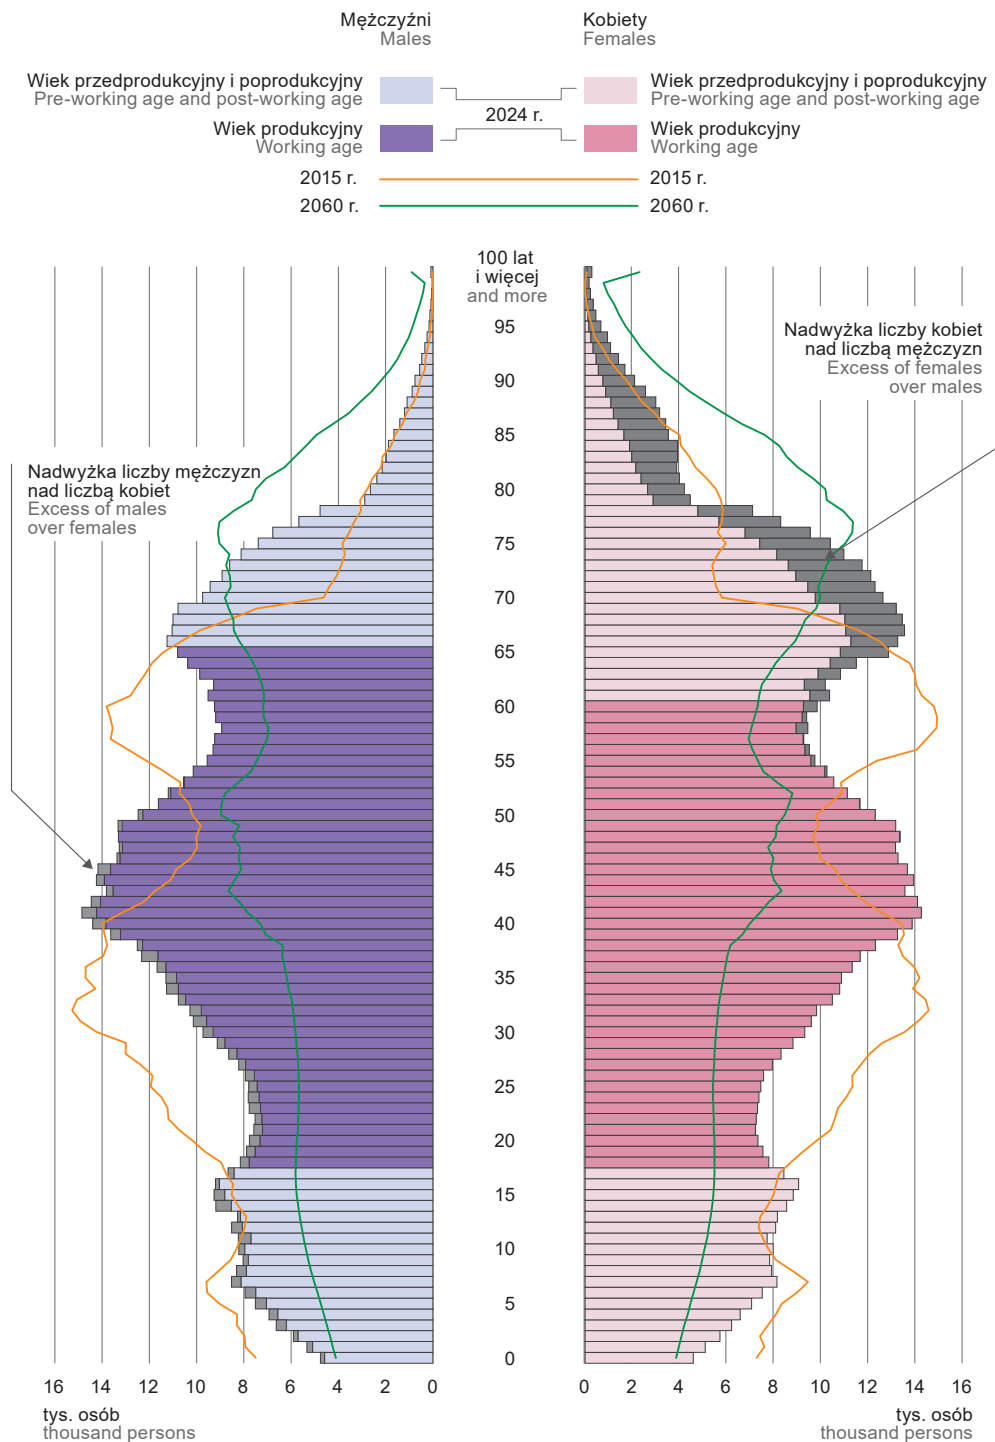 Mężczyźni
Males
Kobiety
Females
Wiek przedprodukcyjny i poprodukcyjny
Pre-working age and post-working age
Wiek przedprodukcyjny i poprodukcyjny
Pre-working age and post-working age
2024 r.
Wiek produkcyjny
Working age
Wiek produkcyjny
Working age
2015 r.
2015 r.
2060 r.
2060 r.
100 lat
i więcej
and more
95
90
85
80
75
70
65
60
55
50
45
40
35
30
25
20
15
10
5
0
Nadwyżka liczby kobiet
nad liczbą mężczyzn
Excess of females
over males
Nadwyżka liczby mężczyzn
nad liczbą kobiet
Excess of males
over females
16 14 12 10 8 6 4 2 0
0 2 4 6 8 10 12 14 16
tys. osób
thousand persons
tys. osób
thousand persons